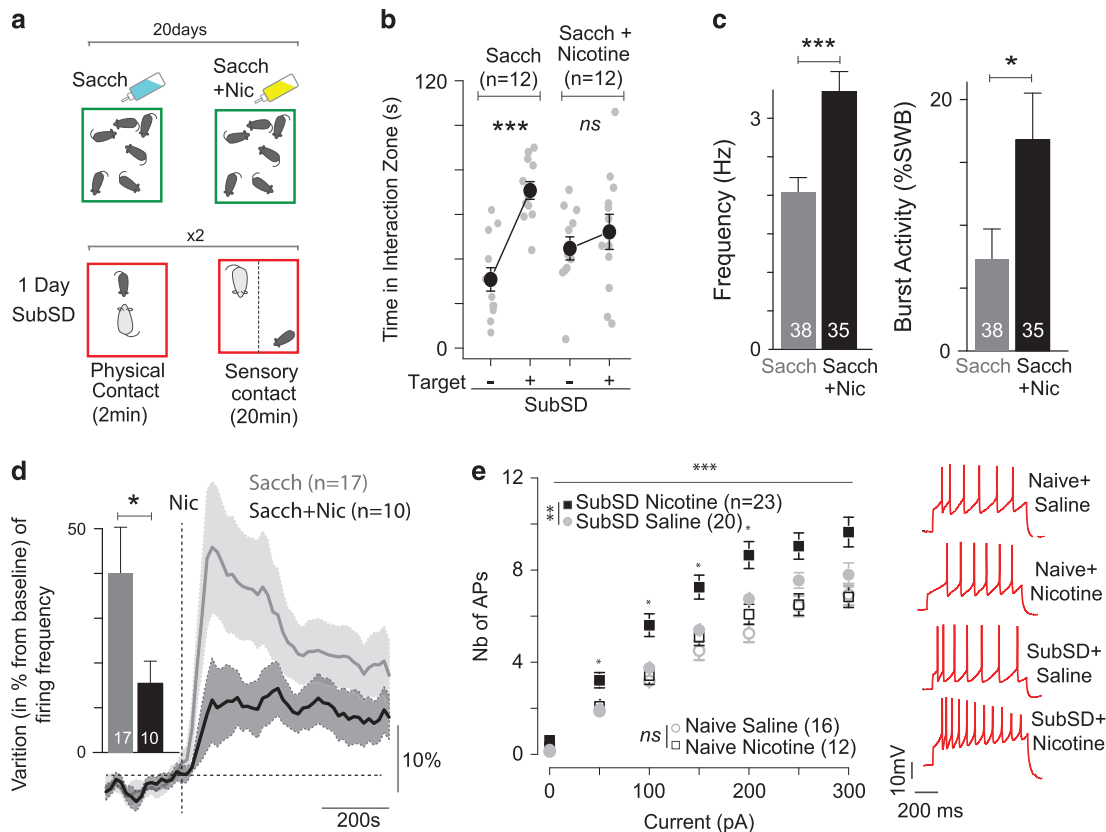 a
20days
Sacch
Sacch
+Nic
x2
1 Day
SubSD
Physical
Contact
(2min)
Sensory
contact
(20min)
b
Sacch
(n=12)
Sacch +
Nicotine
(n=12)
120
***
ns
Time in Interaction Zone (s)
0
Target
- + - +
SubSD
c
***
3
Frequency (Hz)
0
38 35
Sacch Sacch
+Nic
*
20
Burst Activity (%SWB)
0
38 35
Sacch Sacch
+Nic
d
Sacch (n=17)
Sacch+Nic (n=10)
*
Nic
50
Varition (in % from baseline) of
firing frequency
0
17 10
10%
200s
e
***
12
** SubSD Nicotine (n=23)
SubSD Saline (20)
* * * *
8
Nb of APs
4
0
ns Naive Saline (16)
Naive Nicotine (12)
0 100 200 300
Current (pA)
Naive+
Saline
Naive+
Nicotine
SubSD+
Saline
SubSD+
Nicotine
10mV
200 ms